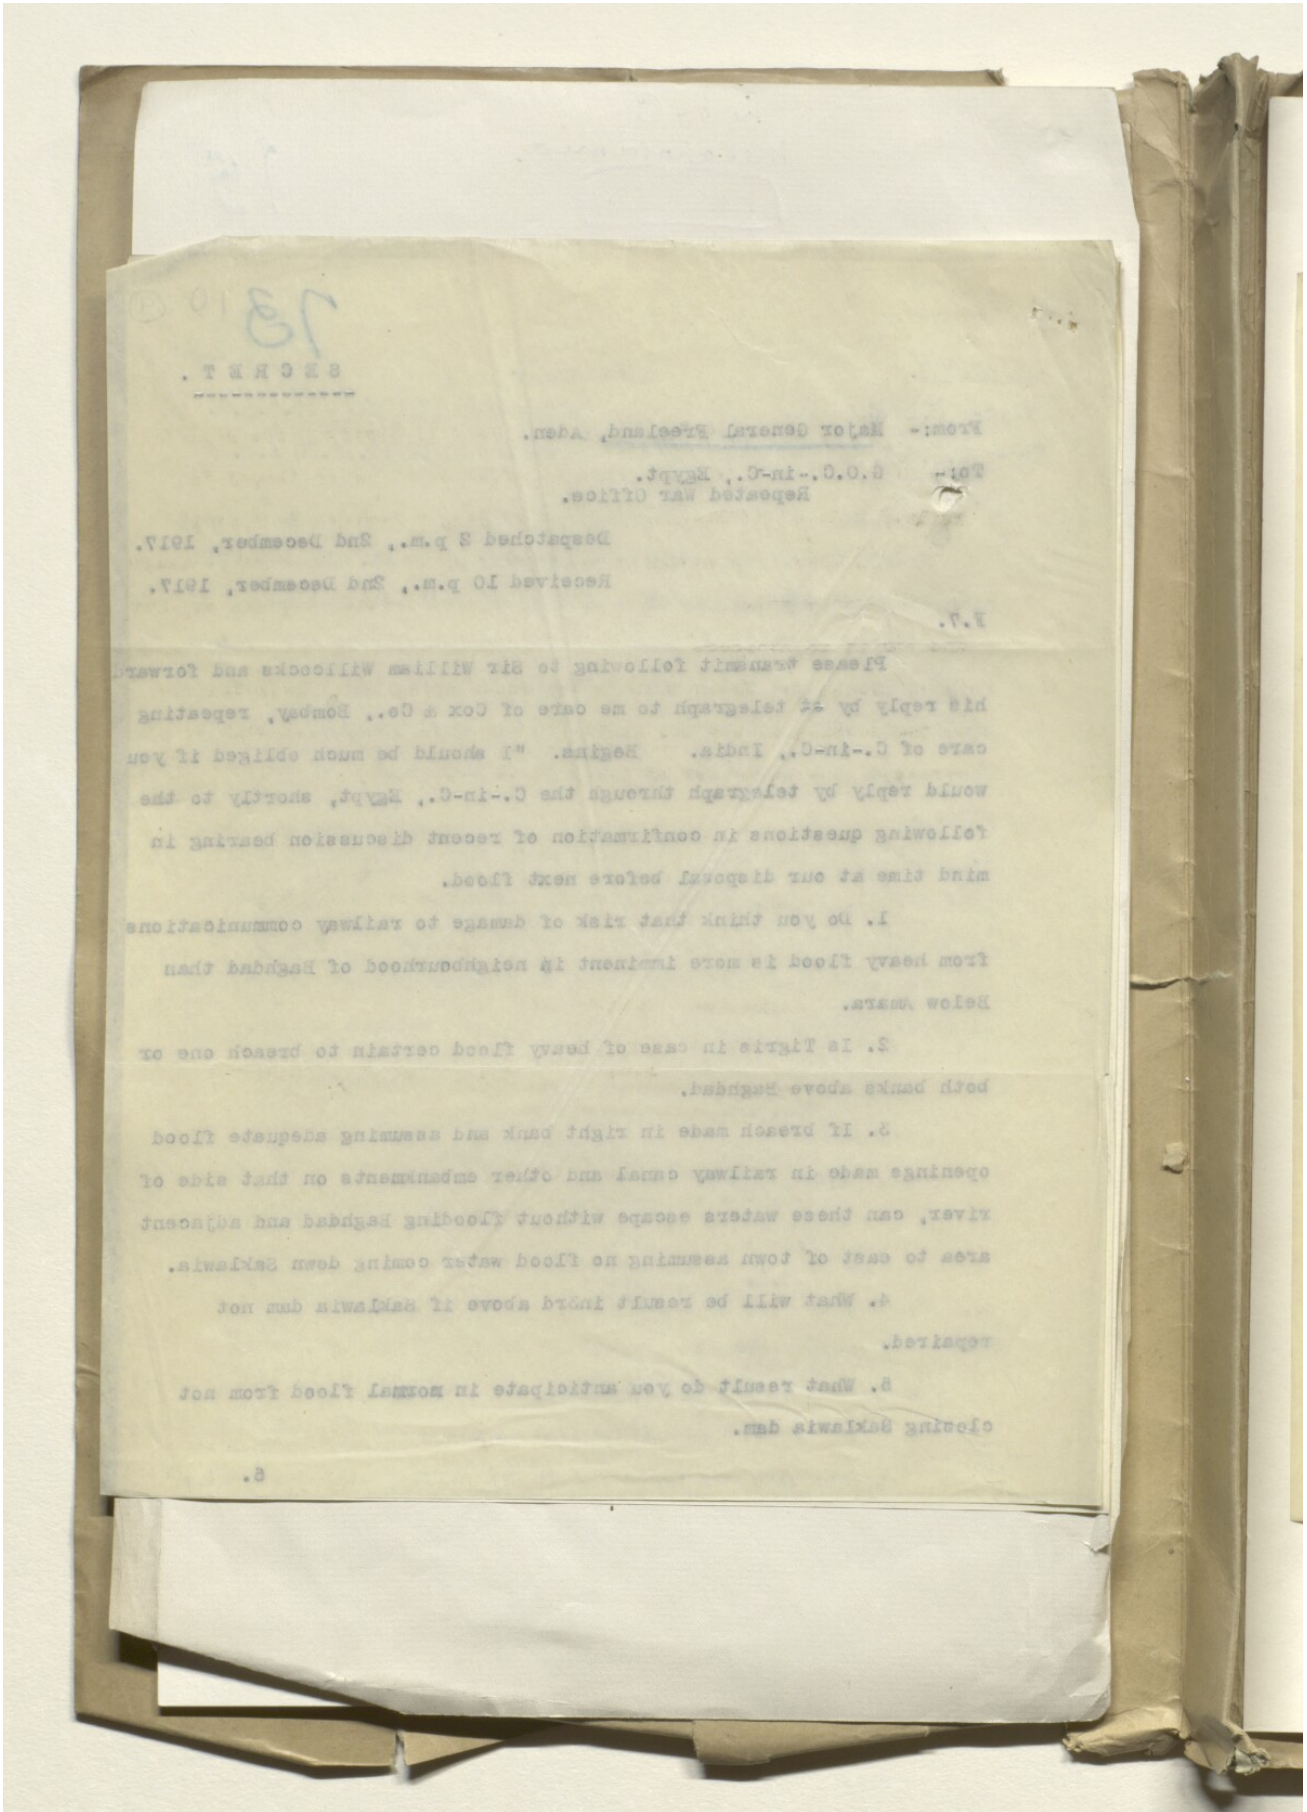 73
SECRET.
From:- Major General Freeland, Aden.
To:- G.O.C.-in-C., Egypt.
Repeated War Office.
Despatched 2 p.m., 2nd December, 1917.
Received 10 p.m., 2nd December, 1917.
F.7.
Please transmit following to Sir William Willcocks and forward
his reply by at telegraph to me care of Cox & Co., Bombay, repeating
care of C.-in-C., India. Begins. "I should be much obliged if you
would reply by telegraph through the C.-in-C., Egypt, shortly to the
following questions in confirmation of recent discussion bearing in
mind time at our disposal before next flood.
1. Do you think that risk of damage to railway communications
from heavy flood is more imminent in neighbourhood of Baghdad than
Below Amara.
2. Is Tigris in case of heavy flood certain to breach one or
both banks above Baghdad.
3. If breach made in right bank and assuming adequate flood
openings made in railway canal and other embankments on that side of
river, can these waters escape without flooding Baghdad and adjacent
area to east of town assuming no flood water coming down Saklawia.
4. What will be result in 3rd above if Saklawia dam not
repaired.
5. What result do you anticipate in normal flood from not
closing Saklawia dam.
6.